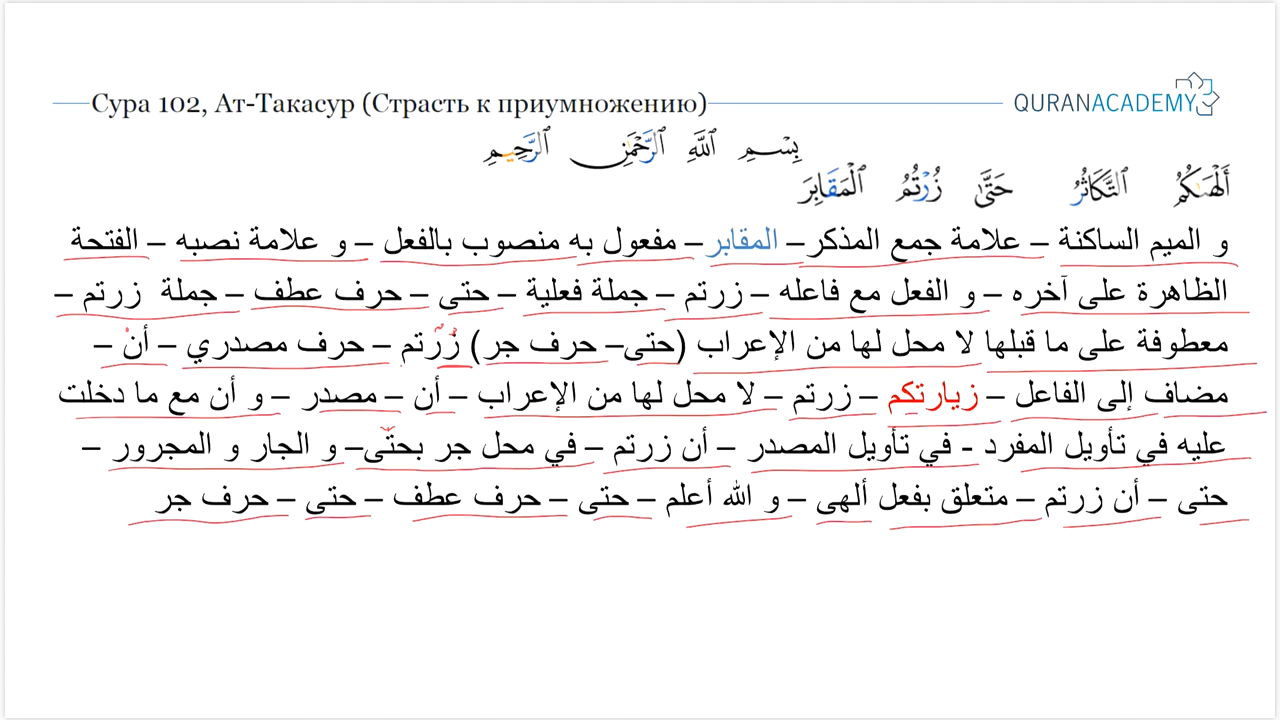 Сура 102, Ат-Такасур (Страсть к приумножению)
QURANACADEMY
بِسْمِ ٱللَّهِ ٱلرَّحْمَٰنِ ٱلرَّحِيمِ
أَلْهَىٰكُمُ ٱلتَّكَاثُرُ حَتَّىٰ زُرْتُمُ ٱلْمَقَابِرَ
و الميم الساكنة – علامة جمع المذكر– المقابر – مفعول به منصوب بالفعل – و علامة نصبه – الفتحة
الظاهرة على آخره – و الفعل مع فاعله – زرتم – جملة فعلية – حتى – حرف عطف – جملة زرتم –
معطوفة على ما قبلها لا محل لها من الإعراب (حتى– حرف جر) زُرتم – حرف مصدري – أنْ –
مضاف إلى الفاعل – زيارتكم – زرتم – لا محل لها من الإعراب – أن – مصدر – و أن مع ما دخلت
عليه في تأويل المفرد - في تأويل المصدر – أن زرتم – في محل جر بحتّى– و الجار و المجرور –
حتى – أن زرتم – متعلق بفعل ألهى – و الله أعلم – حتى – حرف عطف – حتى – حرف جر